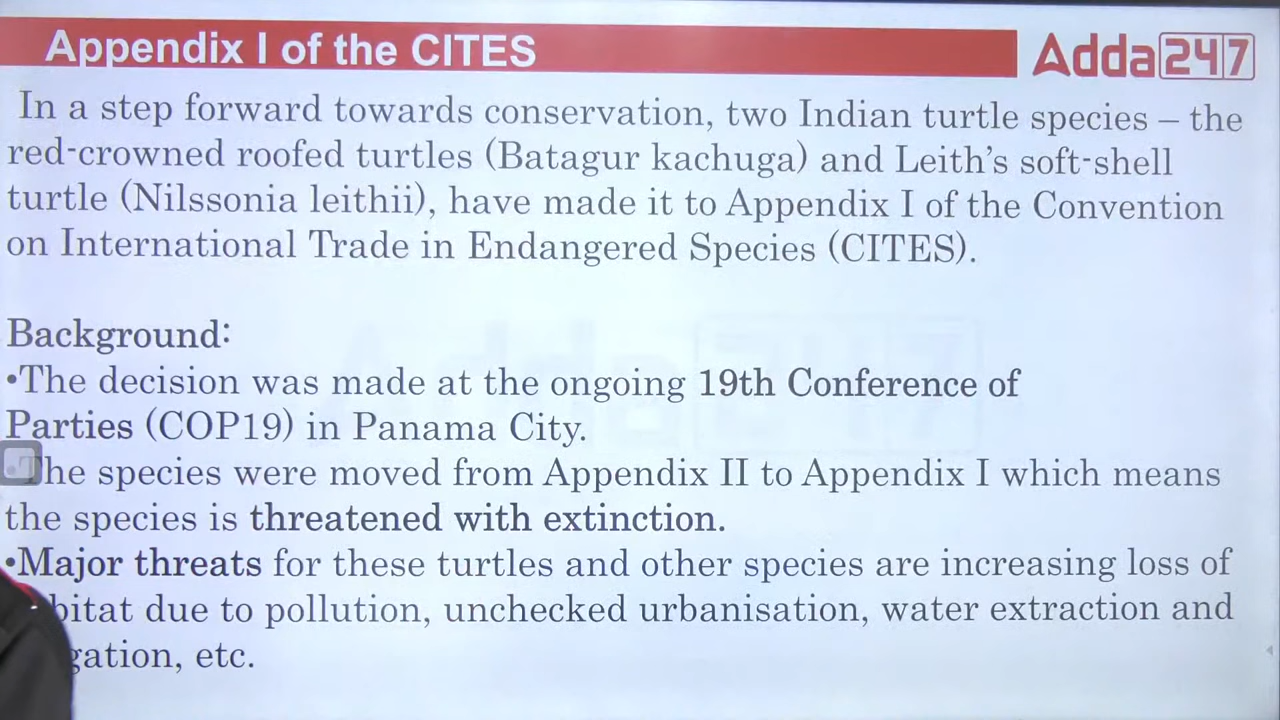 Appendix I of the CITES
Adda247
In a step forward towards conservation, two Indian turtle species – the
red-crowned roofed turtles (Batagur kachuga) and Leith's soft-shell
turtle (Nilssonia leithii), have made it to Appendix I of the Convention
on International Trade in Endangered Species (CITES).
Background:
•The decision was made at the ongoing 19th Conference of
Parties (COP19) in Panama City.
•The species were moved from Appendix II to Appendix I which means
the species is threatened with extinction.
•Major threats for these turtles and other species are increasing loss of
bitat due to pollution, unchecked urbanisation, water extraction and
gation, etc.